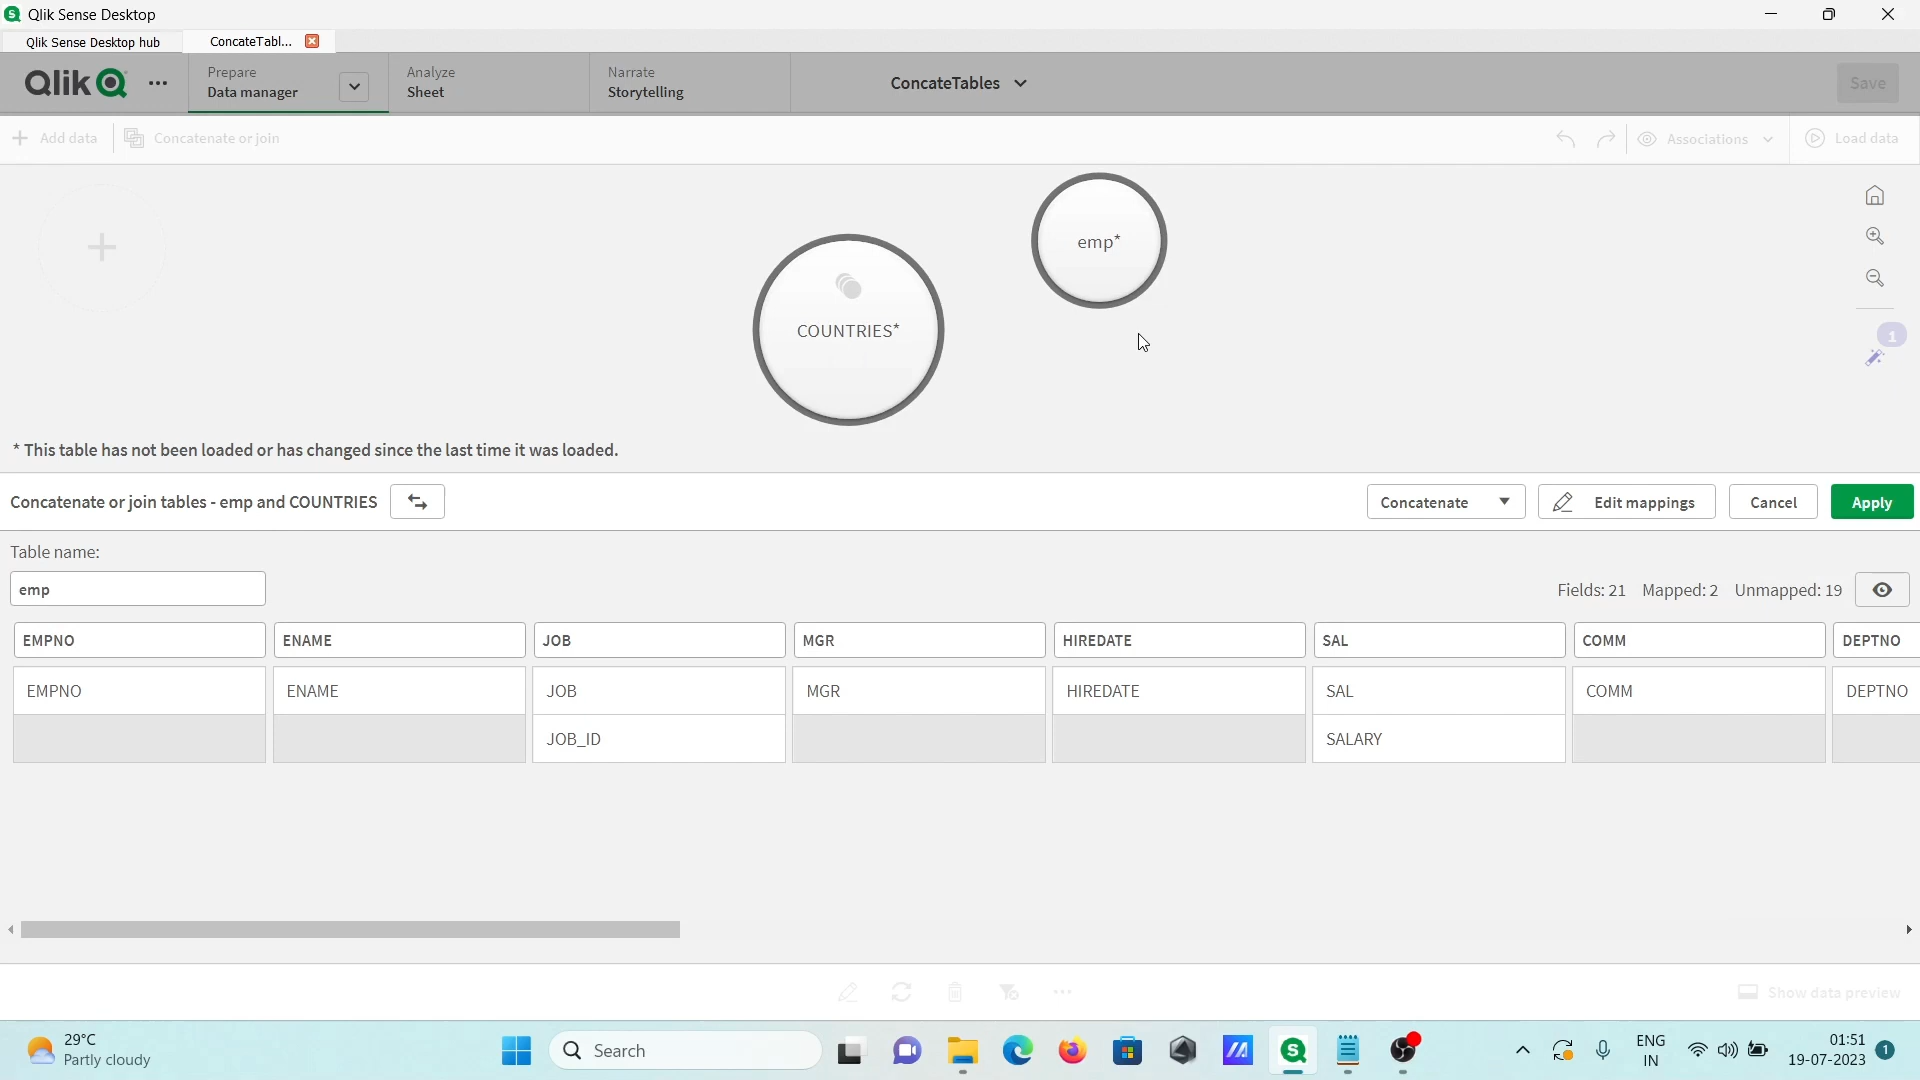 Qlik Sense Desktop
Qlik Sense Desktop hub
ConcateTabl...
Qlik
Prepare
Data manager
Analyze
Sheet
Narrate
Storytelling
ConcateTables
Save
Add data
Concatenate or join
Associations
Load data
emp*
COUNTRIES*
1
* This table has not been loaded or has changed since the last time it was loaded.
Concatenate or join tables - emp and COUNTRIES
Concatenate
Edit mappings
Cancel
Apply
Table name:
emp
Fields: 21 Mapped: 2 Unmapped: 19
EMPNO ENAME JOB MGR HIREDATE SAL COMM DEPTNO
EMPNO ENAME JOB MGR HIREDATE SAL COMM DEPTNO
JOB_ID SALARY
Show data preview
29°C
Partly cloudy
Search
ENG
IN
01:51
19-07-2023
1